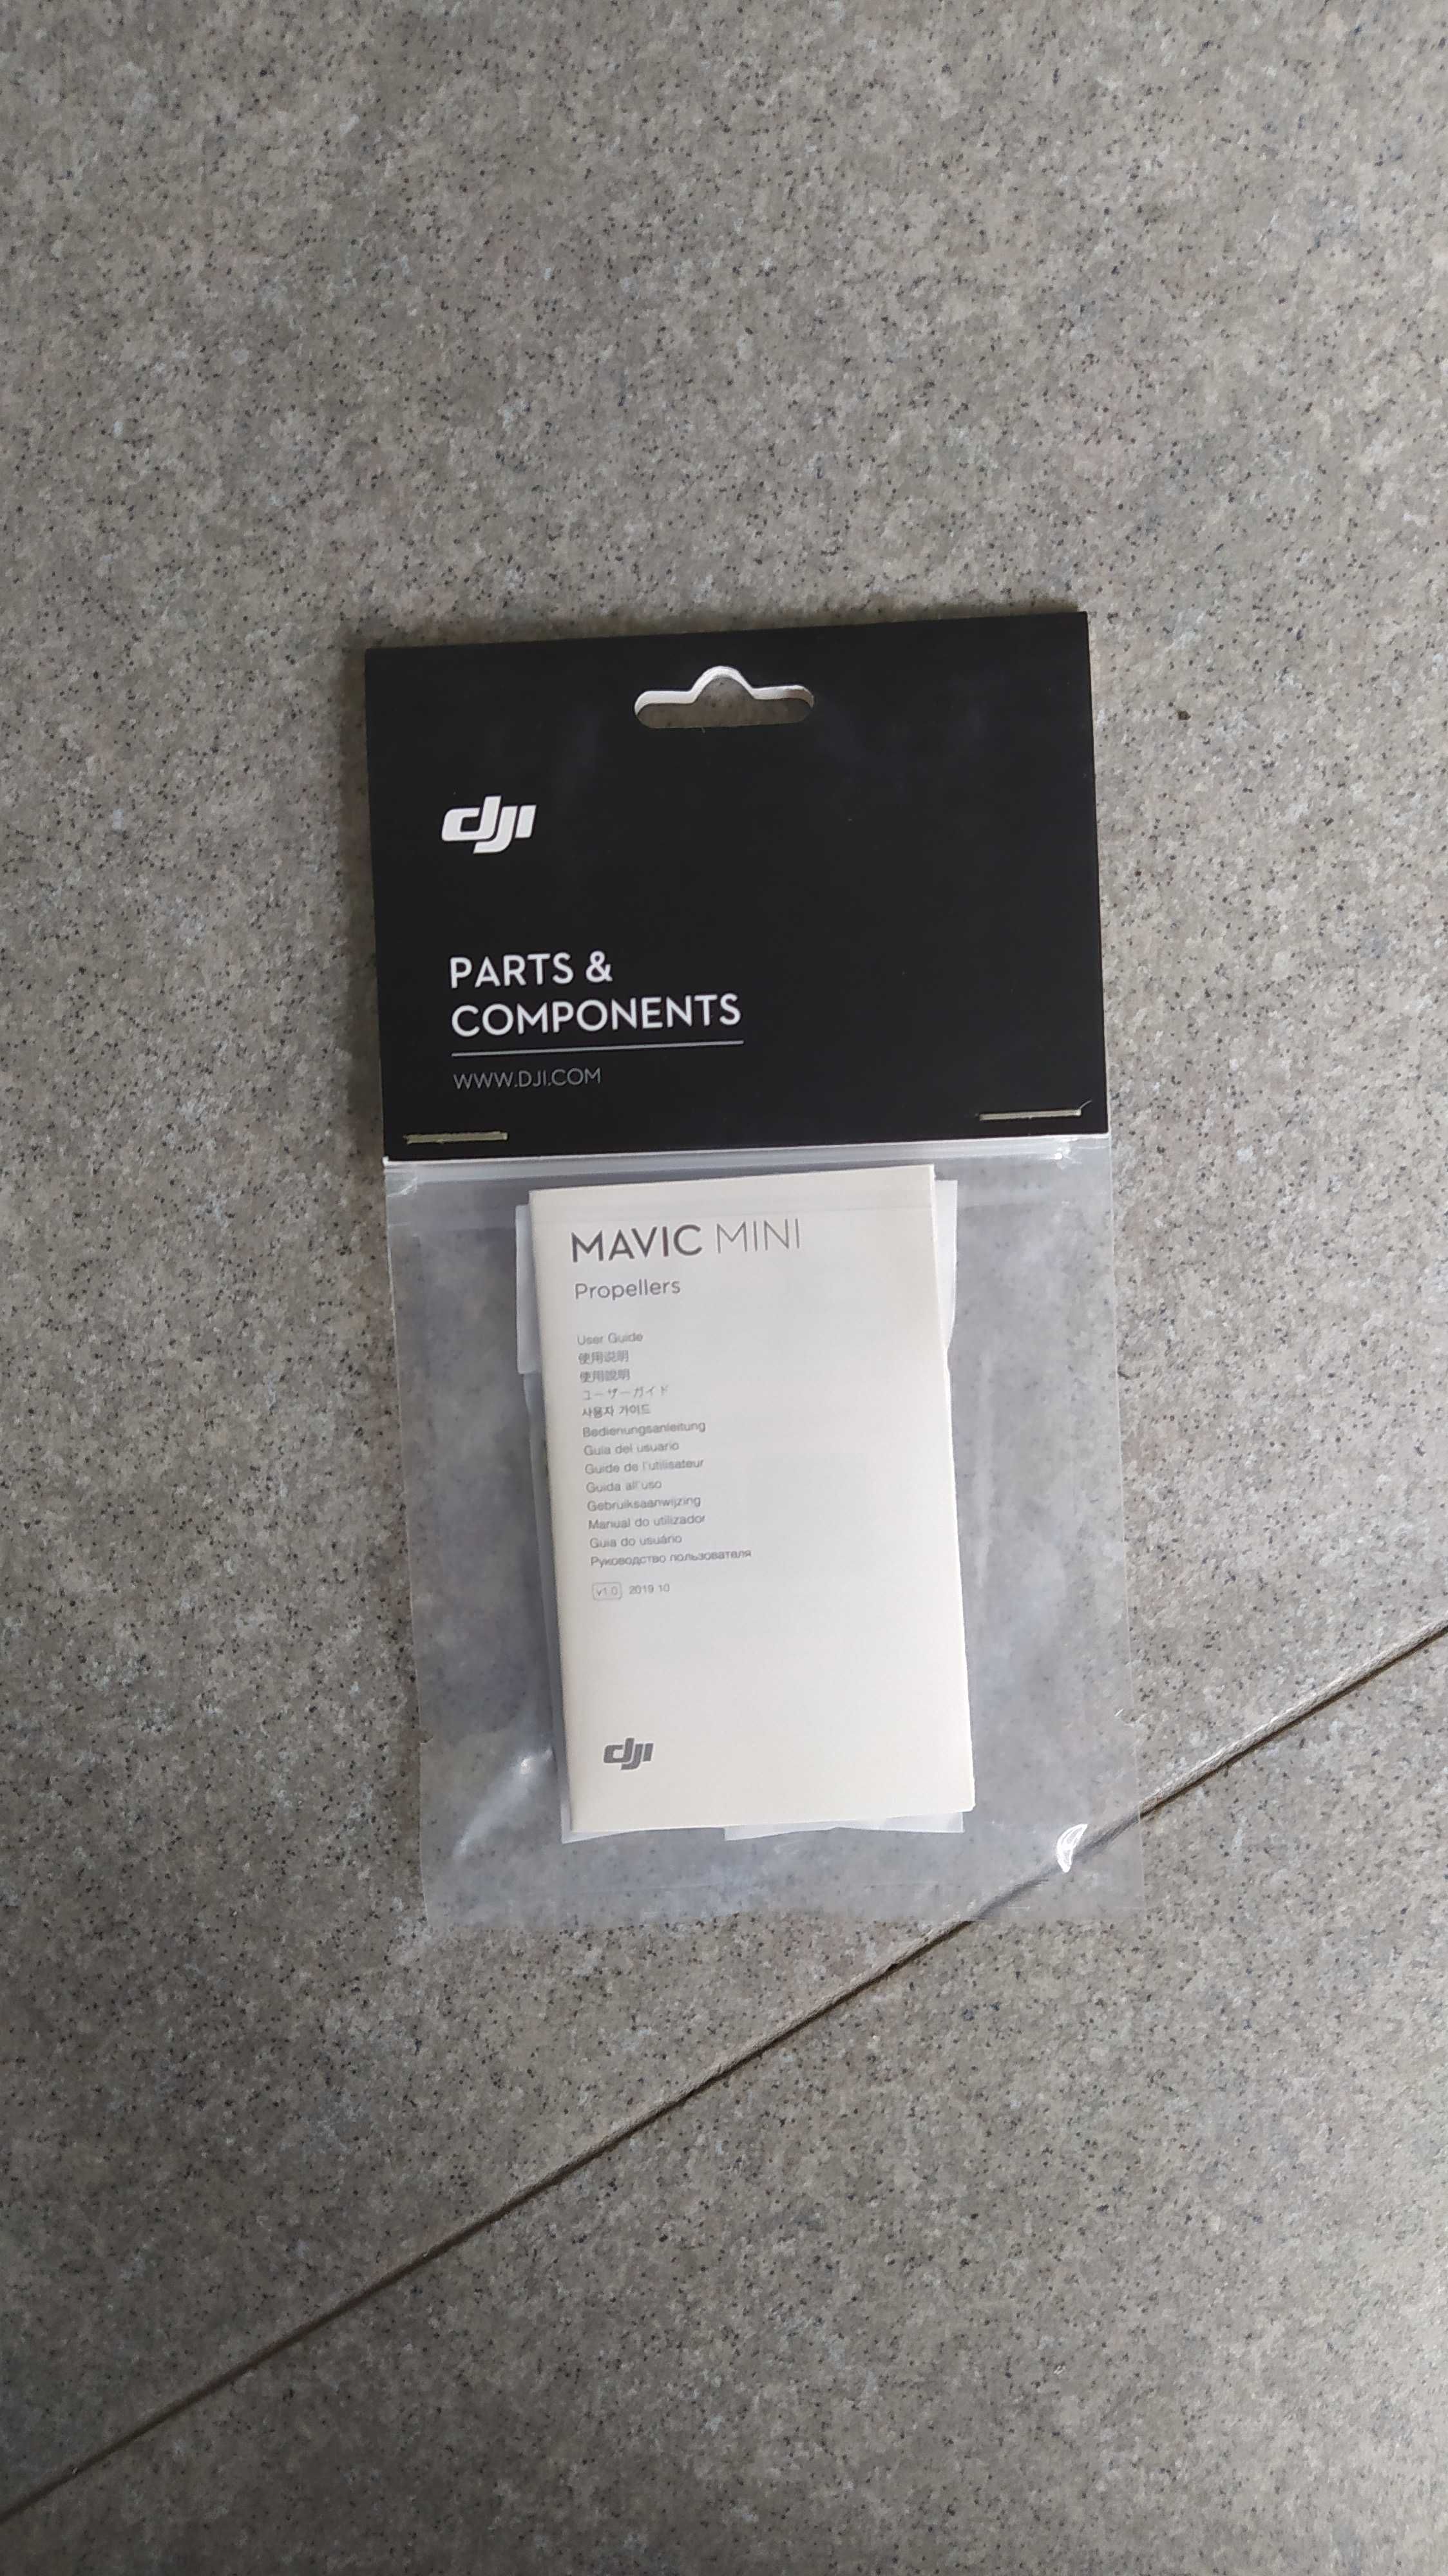 dji
PARTS &
COMPONENTS
WWW.DJI.COM
MAVIC MINI
Propellers
User Guide
使用说明
使用說明
ユーザーガイド
사용자 가이드
Bedienungsanleitung
Guía del usuario
Guide de l'utilisateur
Guida all'uso
Gebruiksaanwijzing
Manual do utilizador
Guia do usuário
Руководство пользователя
v1.0 2019.10
dji